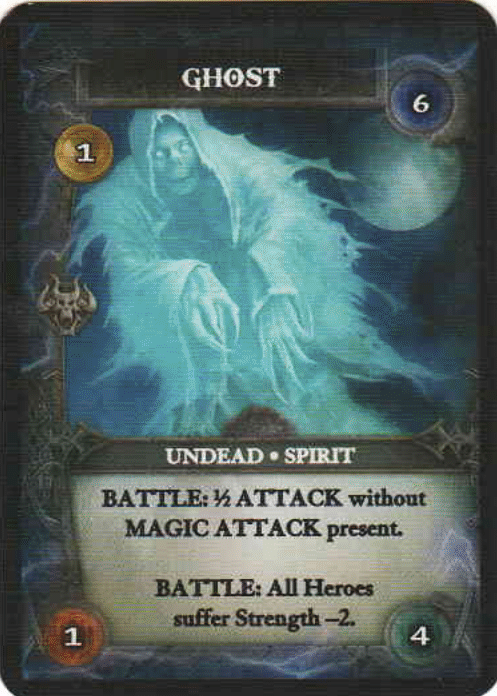 GHOST
6
1
UNDEAD • SPIRIT
BATTLE: ½ ATTACK without
MAGIC ATTACK present.
BATTLE: All Heroes
suffer Strength –2.
1
4